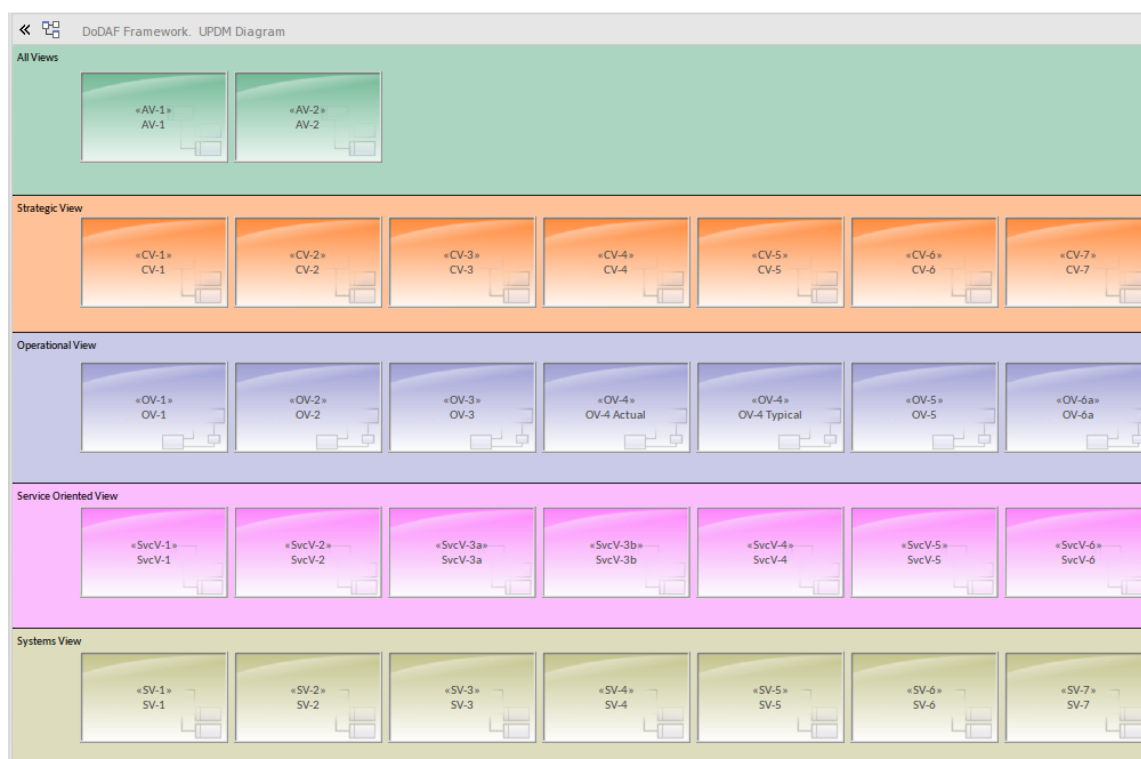 « DoDAF Framework. UPDM Diagram
All Views
«AV-1» «AV-2»
AV-1 AV-2
Strategic View
«CV-1» «CV-2» «CV-3» «CV-4» «CV-5» «CV-6» «CV-7»
CV-1 CV-2 CV-3 CV-4 CV-5 CV-6 CV-7
Operational View
«OV-1» «OV-2» «OV-3» «OV-4» «OV-4» «OV-5» «OV-6a»
OV-1 OV-2 OV-3 OV-4 Actual OV-4 Typical OV-5 OV-6a
Service Oriented View
«SvcV-1» «SvcV-2» «SvcV-3a» «SvcV-3b» «SvcV-4» «SvcV-5» «SvcV-6»
SvcV-1 SvcV-2 SvcV-3a SvcV-3b SvcV-4 SvcV-5 SvcV-6
Systems View
«SV-1» «SV-2» «SV-3» «SV-4» «SV-5» «SV-6» «SV-7»
SV-1 SV-2 SV-3 SV-4 SV-5 SV-6 SV-7